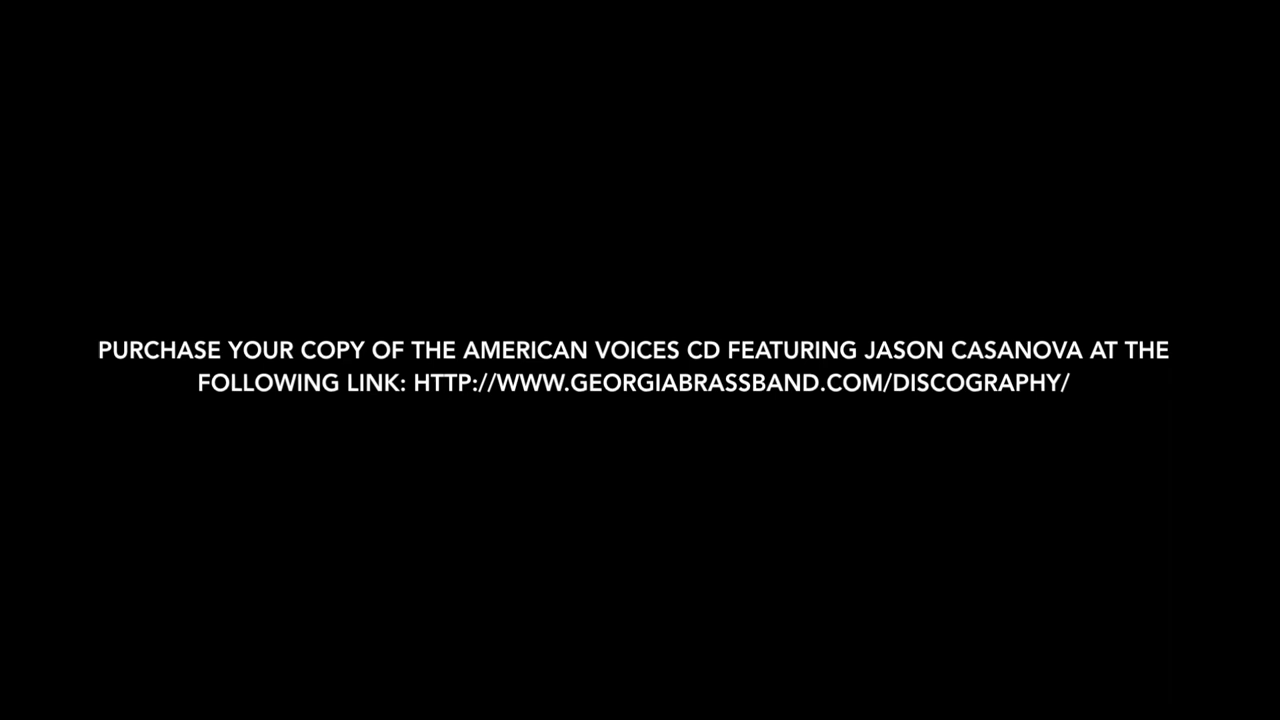 PURCHASE YOUR COPY OF THE AMERICAN VOICES CD FEATURING JASON CASANOVA AT THE
FOLLOWING LINK: HTTP://WWW.GEORGIABRASSBAND.COM/DISCOGRAPHY/